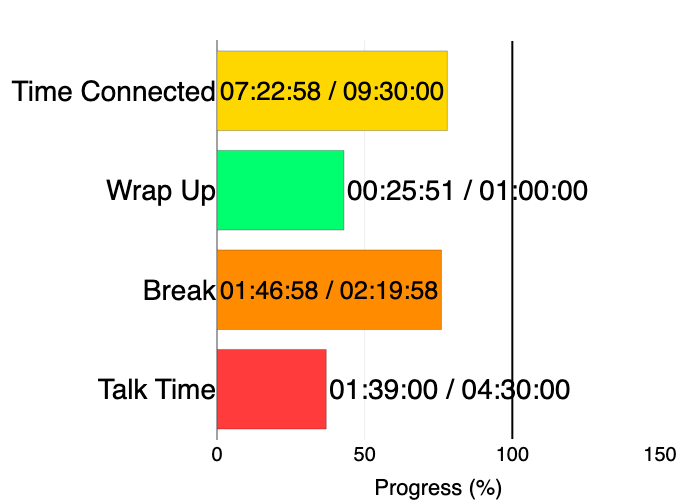 Time Connected 07:22:58 / 09:30:00
Wrap Up 00:25:51 / 01:00:00
Break 01:46:58 / 02:19:58
Talk Time 01:39:00 / 04:30:00
0 50 100 150
Progress (%)